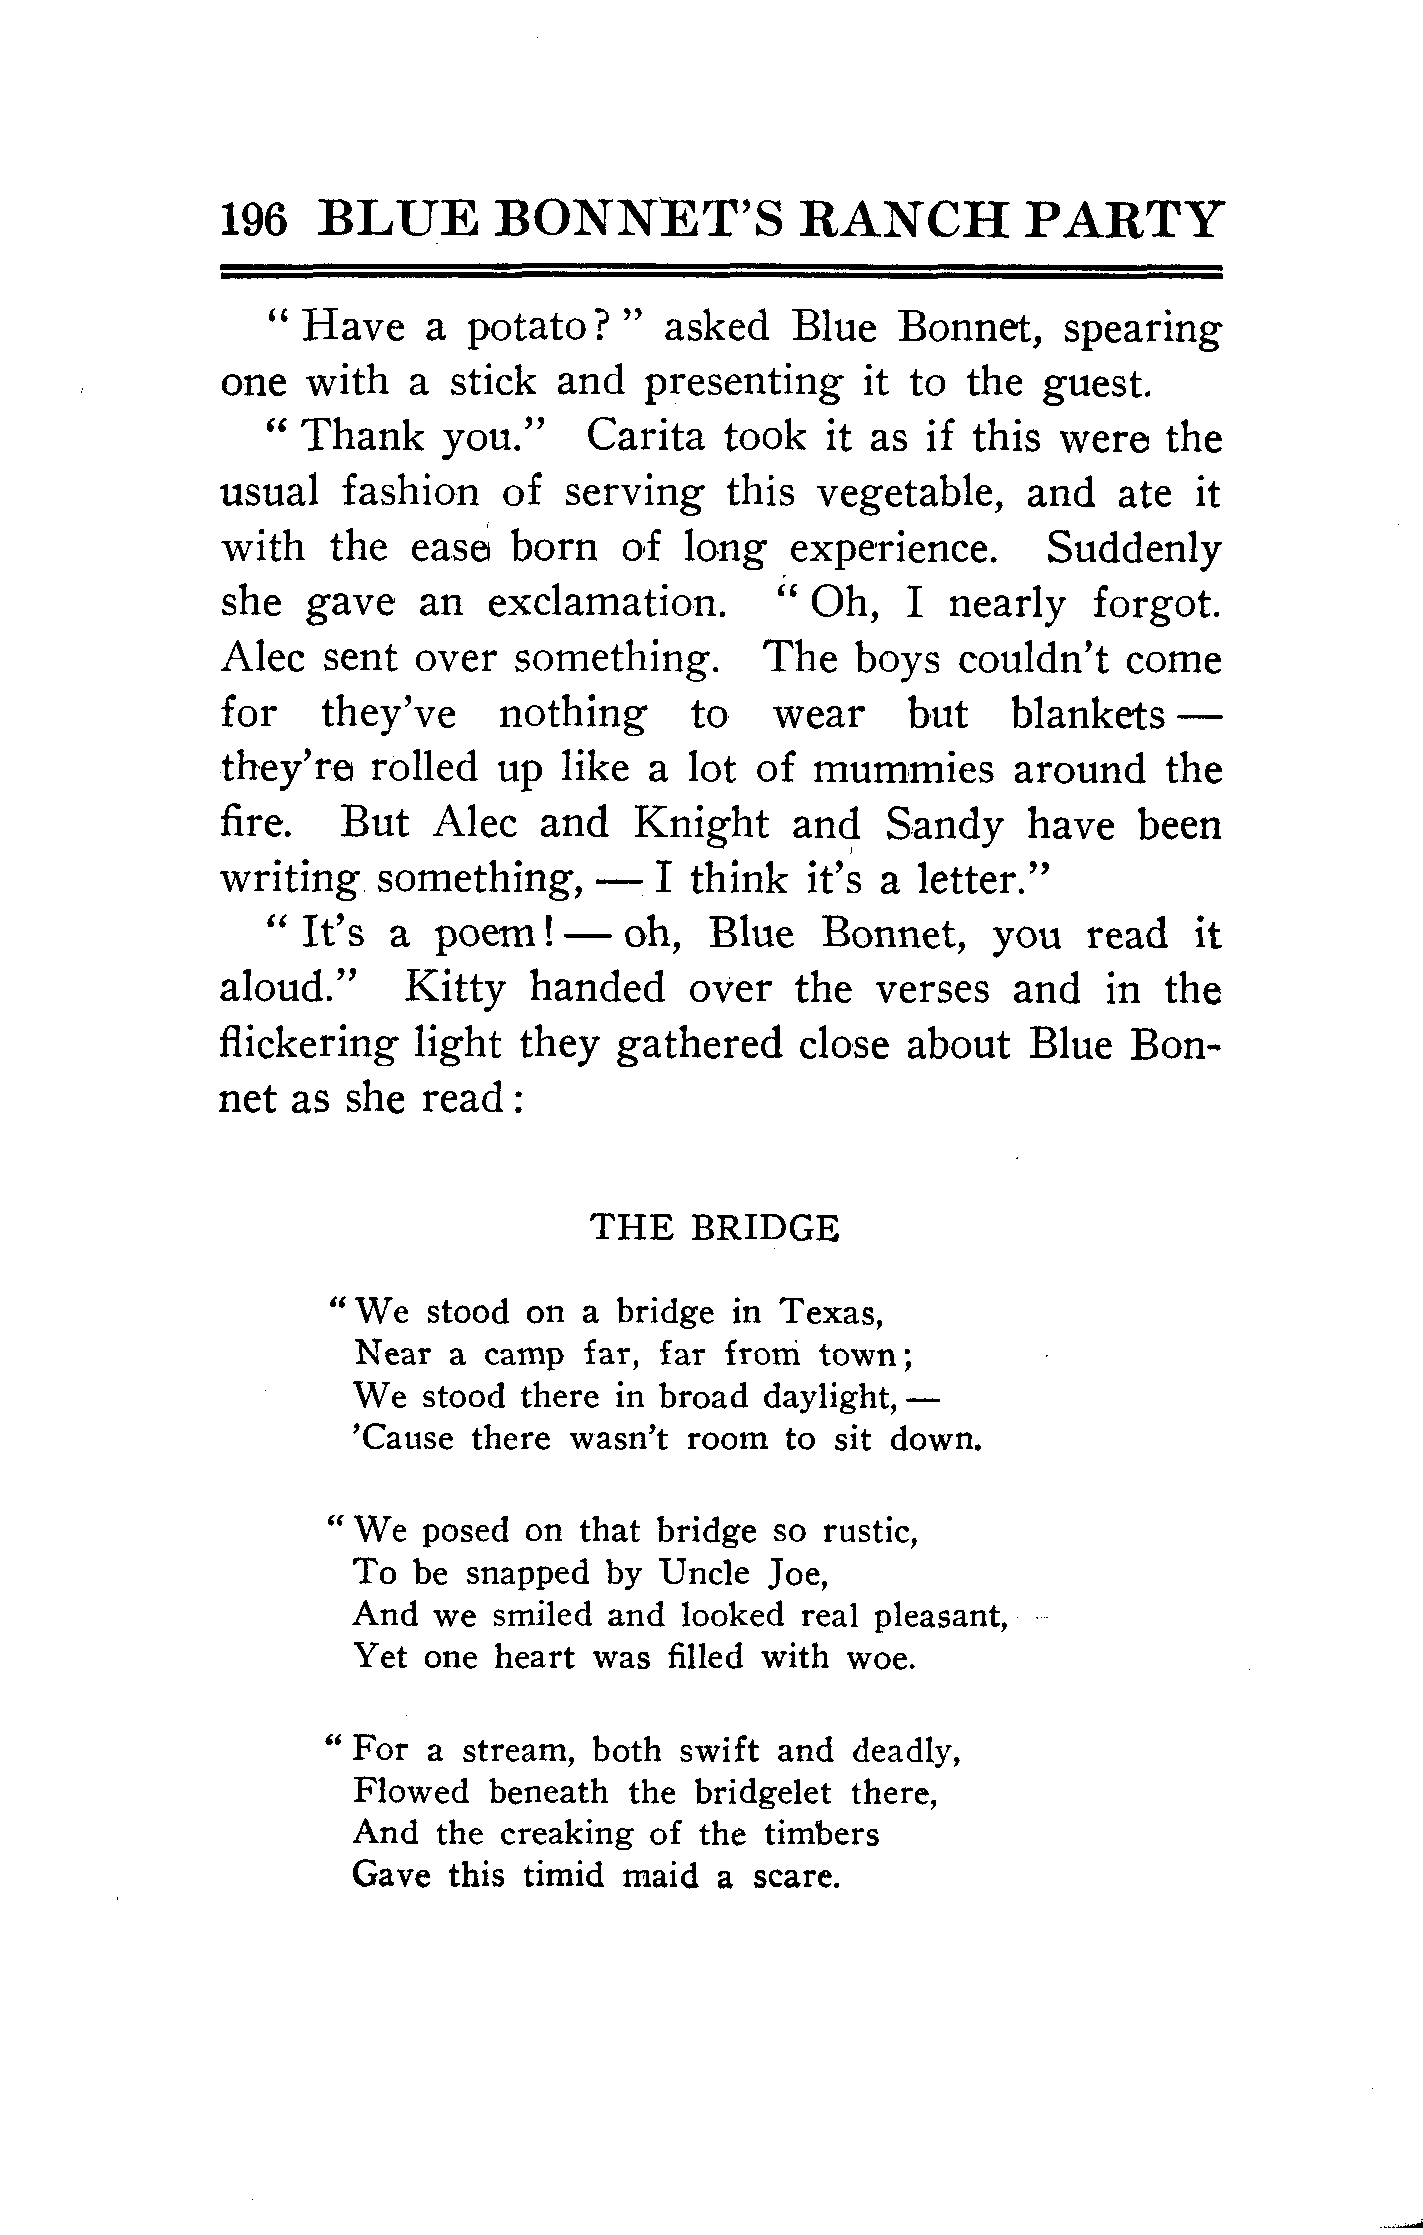 196 BLUE BONNET'S RANCH PARTY
" Have a potato? " asked Blue Bonnet, spearing
one with a stick and presenting it to the guest.
" Thank you." Carita took it as if this were the
usual fashion of serving this vegetable, and ate it
with the ease born of long experience. Suddenly
she gave an exclamation. " Oh, I nearly forgot.
Alec sent over something. The boys couldn't come
for they've nothing to wear but blankets —
they're rolled up like a lot of mummies around the
fire. But Alec and Knight and Sandy have been
writing something, — I think it's a letter."
" It's a poem! — oh, Blue Bonnet, you read it
aloud." Kitty handed over the verses and in the
flickering light they gathered close about Blue Bon-
net as she read :
THE BRIDGE
" We stood on a bridge in Texas,
Near a camp far, far from town;
We stood there in broad daylight, —
'Cause there wasn't room to sit down.
" We posed on that bridge so rustic,
To be snapped by Uncle Joe,
And we smiled and looked real pleasant,
Yet one heart was filled with woe.
" For a stream, both swift and deadly,
Flowed beneath the bridgelet there,
And the creaking of the timbers
Gave this timid maid a scare.